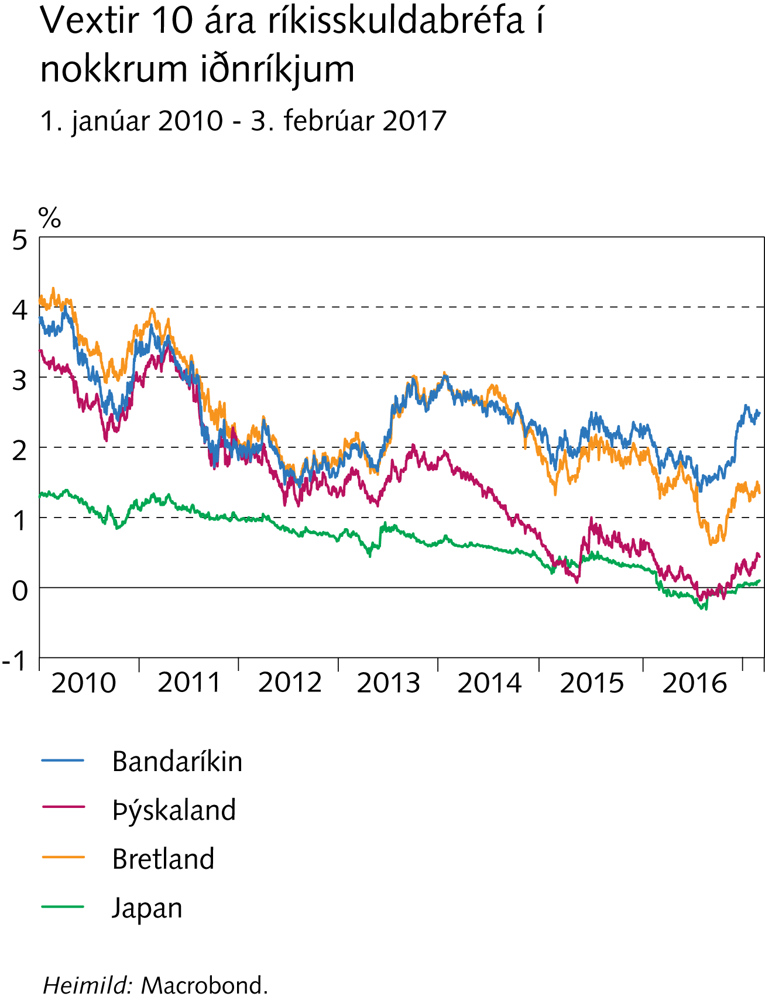 Vextir 10 ára ríkisskuldabréfa í
nokkrum iðnríkjum
1. janúar 2010 - 3. febrúar 2017
%
5
4
3
2
1
0
-1
2010 2011 2012 2013 2014 2015 2016
Bandaríkin
Þýskaland
Bretland
Japan
Heimild: Macrobond.